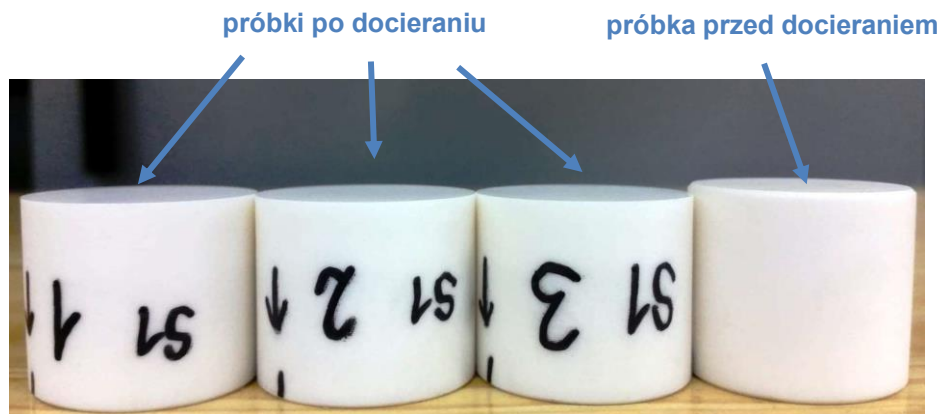 próbki po docieraniu
próbka przed docieraniem
S1 1
S1 2
S1 3